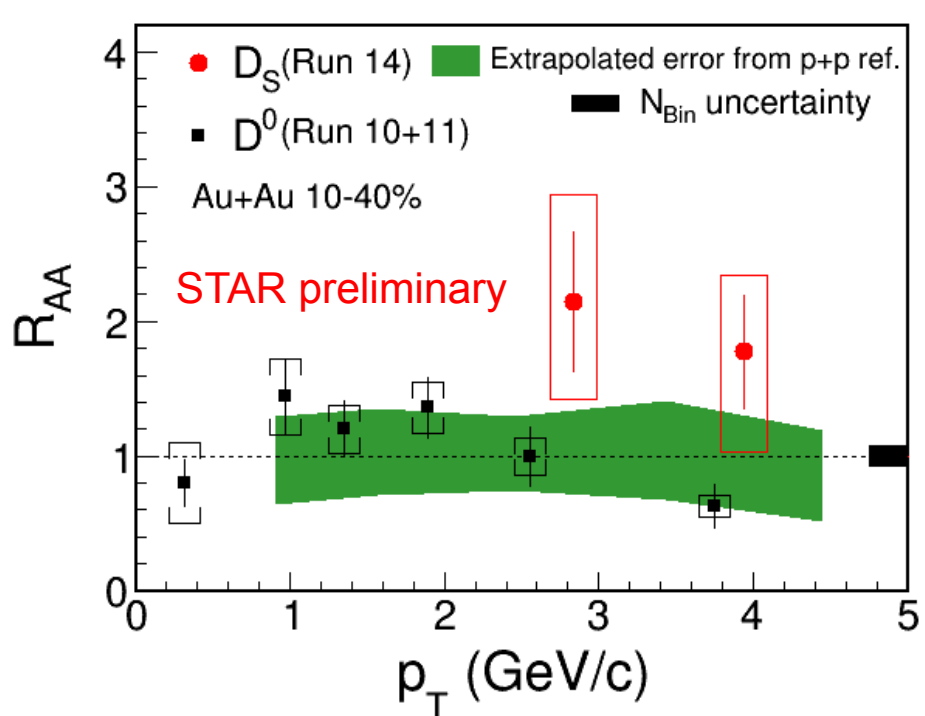 D_S (Run 14)
Extrapolated error from p+p ref.
N_Bin uncertainty
D^0 (Run 10+11)
Au+Au 10-40%
STAR preliminary
R_AA
4
3
2
1
0
0 1 2 3 4 5
p_T (GeV/c)